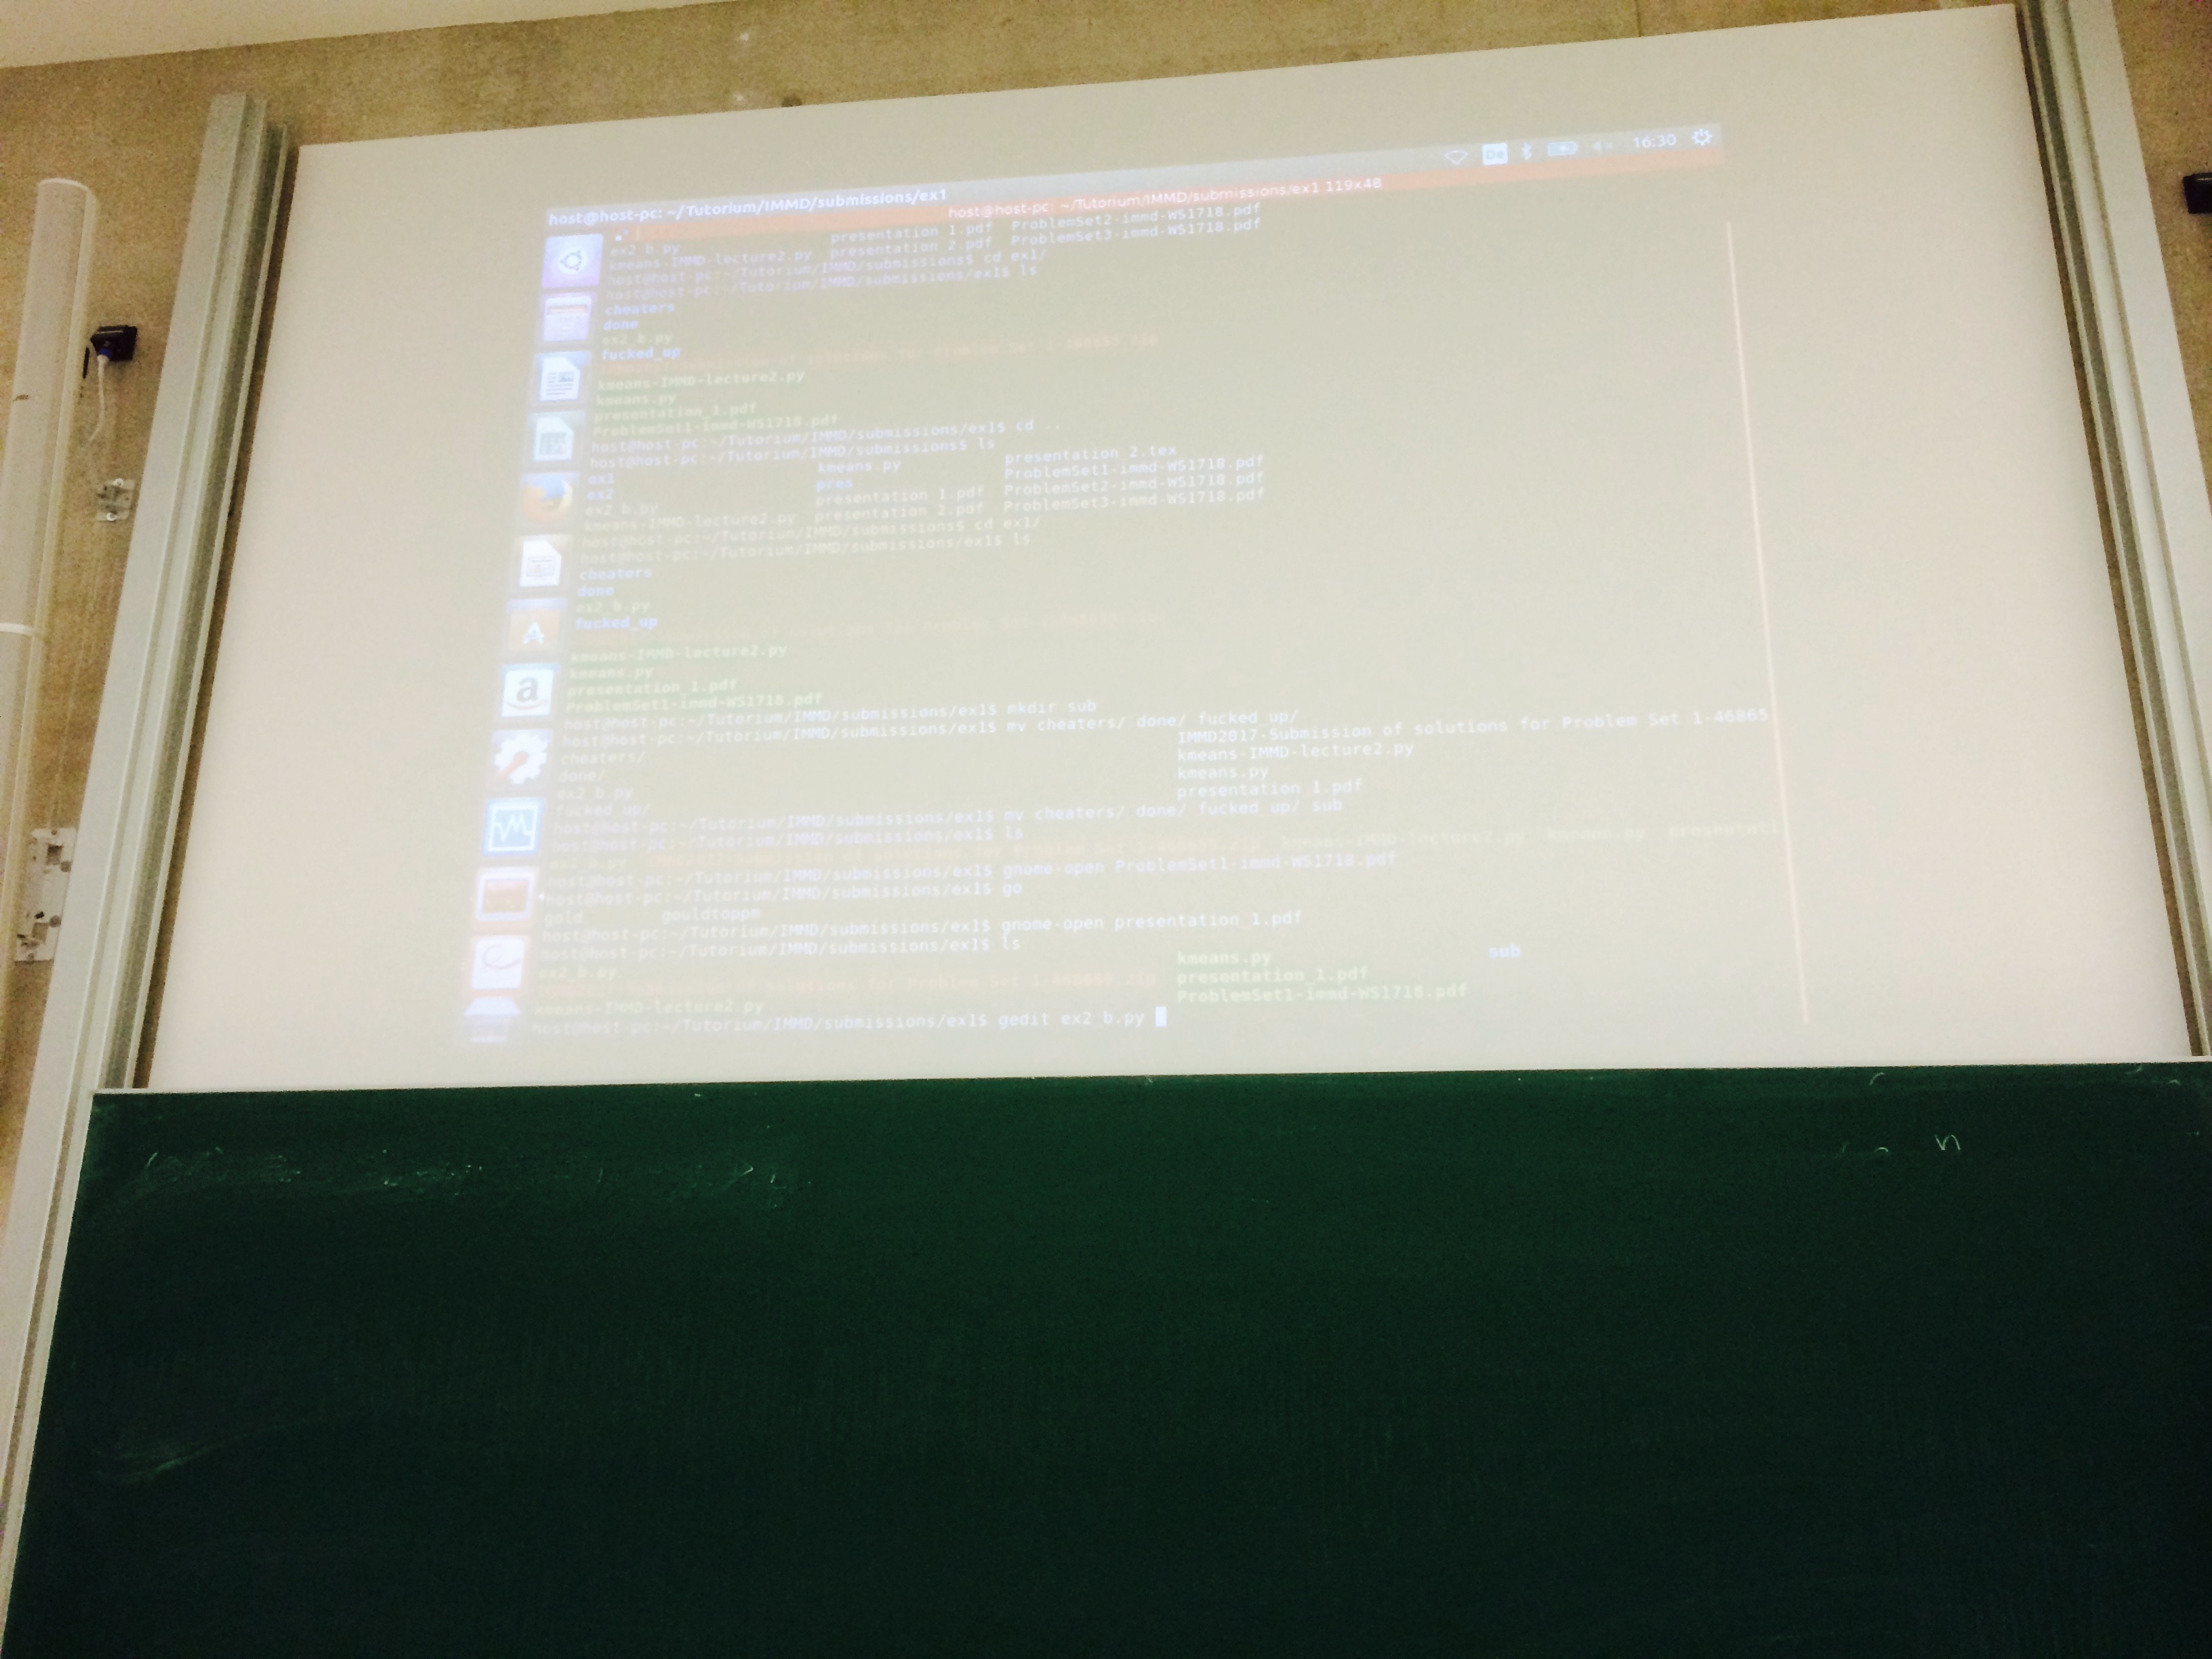 host@host-pc: ~/Tutorium/IMMD/submissions/ex1
De 16:30
host@host-pc: ~/Tutorium/IMMD/submissions/ex1 119x48
presentation_1.pdf ProblemSet2-immd-WS1718.pdf
ex2_b.py presentation_2.pdf ProblemSet3-immd-WS1718.pdf
kmeans-IMMD-lecture2.py
host@host-pc:~/Tutorium/IMMD/submissions$ cd ex1/
host@host-pc:~/Tutorium/IMMD/submissions/ex1$ ls
cheaters
done
ex2_b.py
fucked_up
Submission of solutions for Problem Set 1-468659.zip
kmeans-IMMD-lecture2.py
kmeans.py
presentation_1.pdf
ProblemSet1-immd-WS1718.pdf
host@host-pc:~/Tutorium/IMMD/submissions/ex1$ cd ..
host@host-pc:~/Tutorium/IMMD/submissions$ ls
ex1 kmeans.py presentation_2.tex
ex2 pres ProblemSet1-immd-WS1718.pdf
ex2_b.py presentation_1.pdf ProblemSet2-immd-WS1718.pdf
kmeans-IMMD-lecture2.py presentation_2.pdf ProblemSet3-immd-WS1718.pdf
host@host-pc:~/Tutorium/IMMD/submissions$ cd ex1/
host@host-pc:~/Tutorium/IMMD/submissions/ex1$ ls
cheaters
done
ex2_b.py
fucked_up
kmeans-IMMD-lecture2.py
kmeans.py
presentation_1.pdf
ProblemSet1-immd-WS1718.pdf
host@host-pc:~/Tutorium/IMMD/submissions/ex1$ mkdir sub
host@host-pc:~/Tutorium/IMMD/submissions/ex1$ mv cheaters/ done/ fucked_up/
cheaters/ IMMD2017-Submission of solutions for Problem Set 1-46865
done/ kmeans-IMMD-lecture2.py
ex2_b.py kmeans.py
fucked_up/ presentation_1.pdf
host@host-pc:~/Tutorium/IMMD/submissions/ex1$ mv cheaters/ done/ fucked_up/ sub
host@host-pc:~/Tutorium/IMMD/submissions/ex1$ ls
ex2_b.py kmeans-IMMD-lecture2.py kmeans.py presentati
host@host-pc:~/Tutorium/IMMD/submissions/ex1$ gnome-open ProblemSet1-immd-WS1718.pdf
host@host-pc:~/Tutorium/IMMD/submissions/ex1$ go
gold gouldtoppm
host@host-pc:~/Tutorium/IMMD/submissions/ex1$ gnome-open presentation_1.pdf
host@host-pc:~/Tutorium/IMMD/submissions/ex1$ ls
ex2_b.py kmeans.py sub
Submission of solutions for Problem Set 1-468659.zip presentation_1.pdf
kmeans-IMMD-lecture2.py ProblemSet1-immd-WS1718.pdf
host@host-pc:~/Tutorium/IMMD/submissions/ex1$ gedit ex2_b.py
n